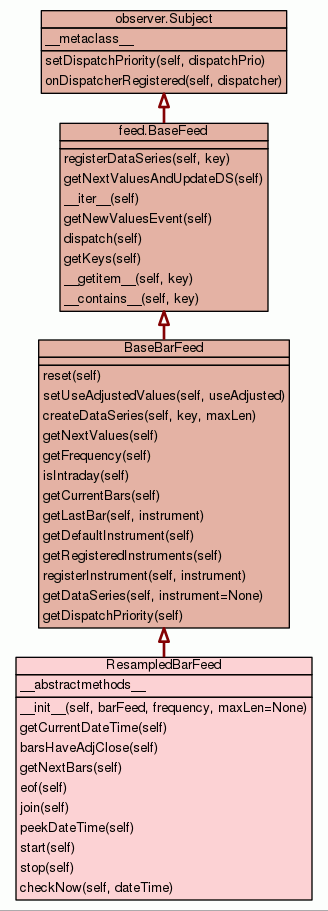 observer.Subject
__metaclass__
setDispatchPriority(self, dispatchPrio)
onDispatcherRegistered(self, dispatcher)
feed.BaseFeed
registerDataSeries(self, key)
getNextValuesAndUpdateDS(self)
__iter__(self)
getNewValuesEvent(self)
dispatch(self)
getKeys(self)
__getitem__(self, key)
__contains__(self, key)
BaseBarFeed
reset(self)
setUseAdjustedValues(self, useAdjusted)
createDataSeries(self, key, maxLen)
getNextValues(self)
getFrequency(self)
isIntraday(self)
getCurrentBars(self)
getLastBar(self, instrument)
getDefaultInstrument(self)
getRegisteredInstruments(self)
registerInstrument(self, instrument)
getDataSeries(self, instrument=None)
getDispatchPriority(self)
ResampledBarFeed
__abstractmethods__
__init__(self, barFeed, frequency, maxLen=None)
getCurrentDateTime(self)
barsHaveAdjClose(self)
getNextBars(self)
eof(self)
join(self)
peekDateTime(self)
start(self)
stop(self)
checkNow(self, dateTime)